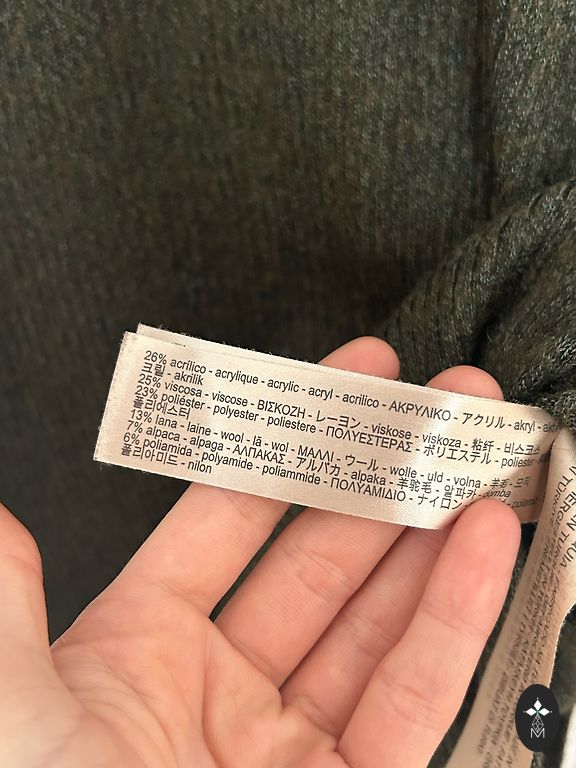 26% acrílico - acrylique - acrylic - acryl - acrilico - ΑΚΡΥΛΙΚΟ - アクリル - akryl -
크릴 - akrilik
25% viscosa - viscose - ΒΙΣΚΟΖΗ - レーヨン - viskose - viskoza - 粘纤 - 비스코스
23% poliéster - polyester - poliestere - ΠΟΛΥΕΣΤΕΡΑΣ - ポリエステル - poliester
폴리에스터
13% lana - laine - wool - lã - wol - ΜΑΛΛΙ - ウール - wolle - uld - volna - 羊毛 - 모직
7% alpaca - alpaga - ΑΛΠΑΚΑΣ - アルパカ - alpaka - 羊驼毛 - 알파카
6% poliamida - polyamide - poliammide - ΠΟΛΥΑΜΙΔΙΟ - ナイロン
폴리아미드 - nilon
M